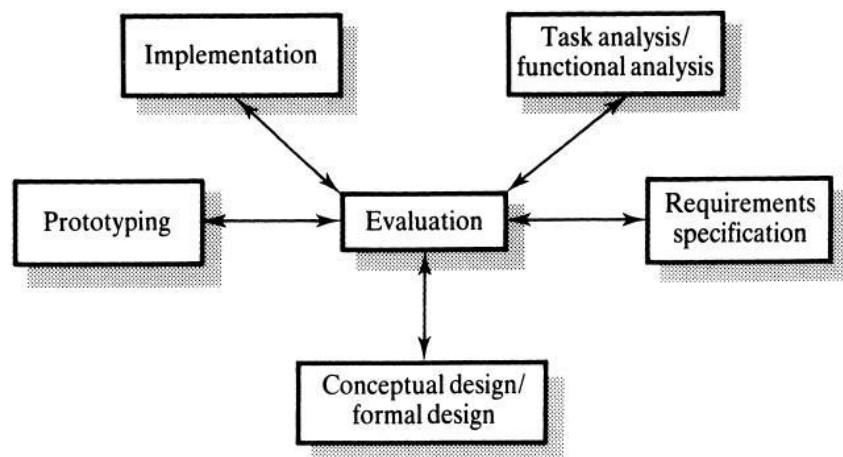 Implementation
Task analysis/
functional analysis
Prototyping
Evaluation
Requirements
specification
Conceptual design/
formal design